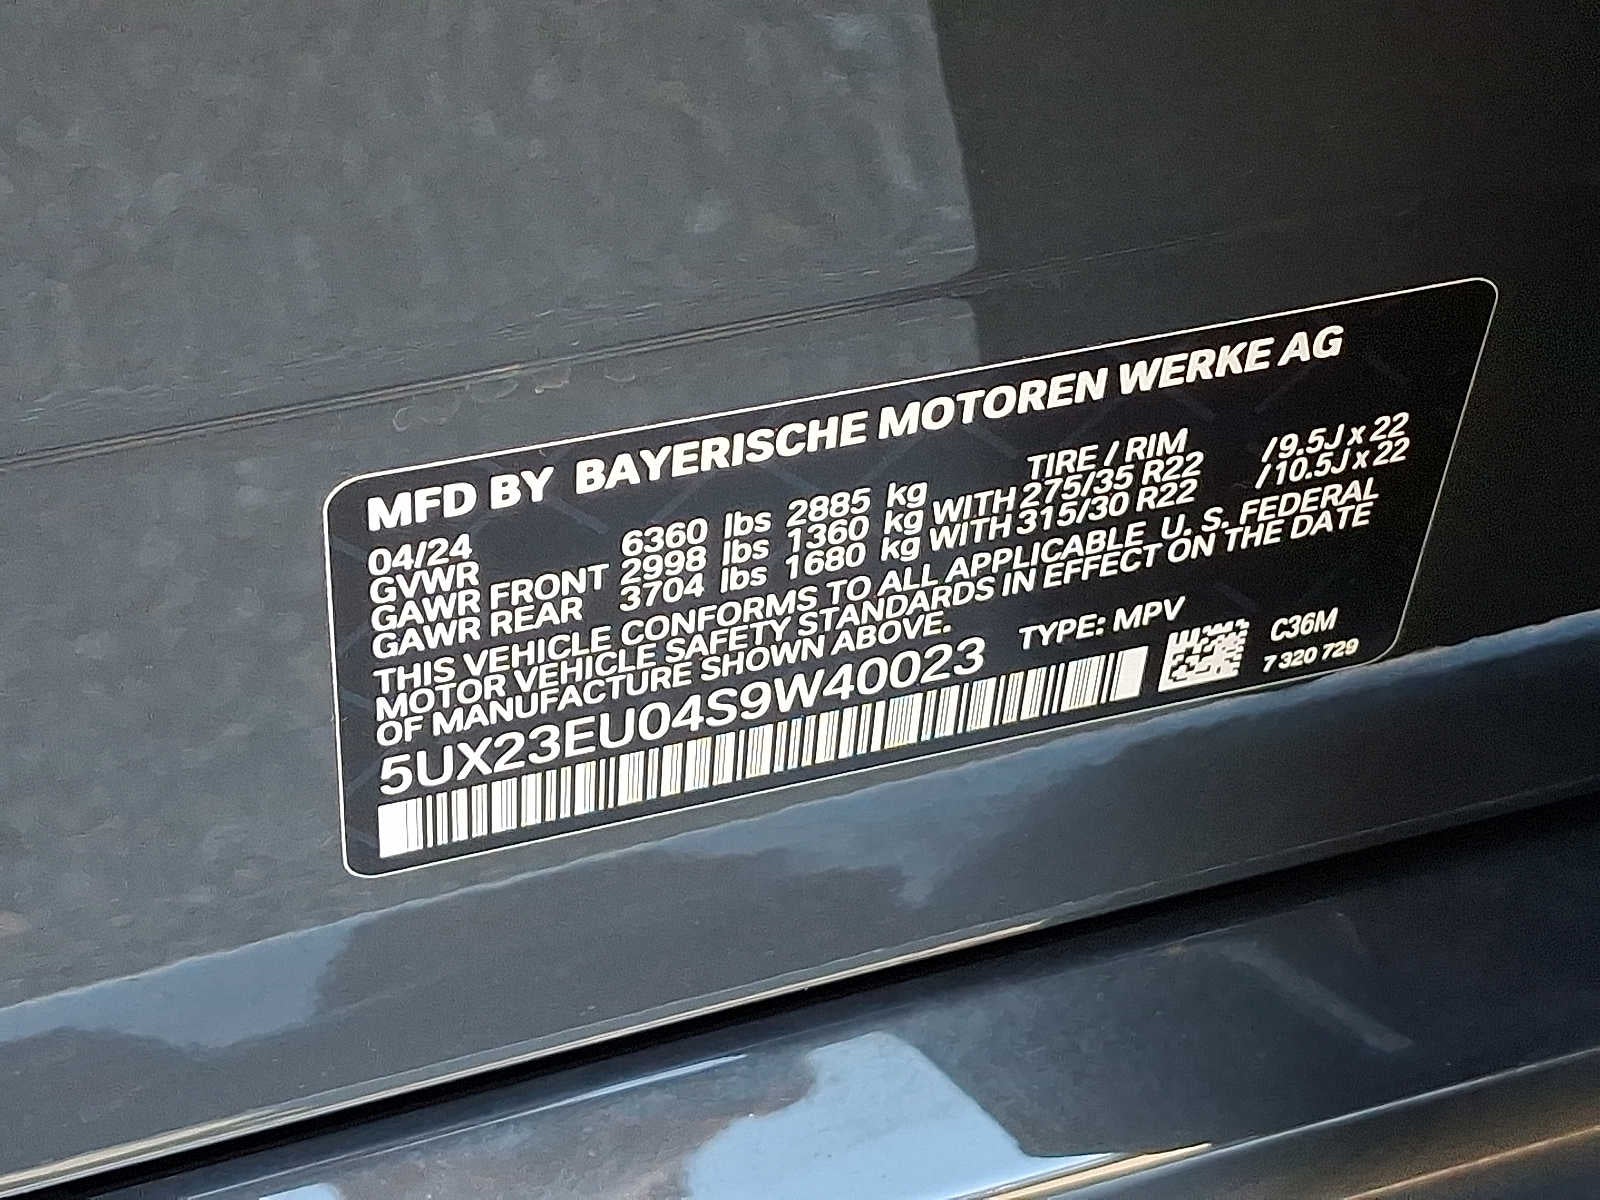 MFD BY BAYERISCHE MOTOREN WERKE AG
04/24 TIRE / RIM
GVWR 6360 lbs 2885 kg
GAWR FRONT 2998 lbs 1360 kg WITH 275/35 R22 /9.5J x 22
GAWR REAR 3704 lbs 1680 kg WITH 315/30 R22 /10.5J x 22
THIS VEHICLE CONFORMS TO ALL APPLICABLE U. S. FEDERAL
MOTOR VEHICLE SAFETY STANDARDS IN EFFECT ON THE DATE
OF MANUFACTURE SHOWN ABOVE.
5UX23EU04S9W40023 TYPE: MPV
C36M
7 320 729